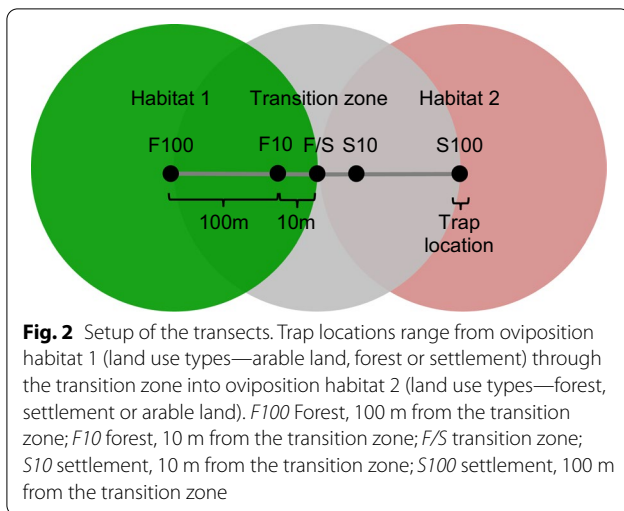 Habitat 1 Transition zone Habitat 2
F100 F10 F/S S10 S100
100m 10m Trap
location
Fig. 2 Setup of the transects. Trap locations range from oviposition
habitat 1 (land use types—arable land, forest or settlement) through
the transition zone into oviposition habitat 2 (land use types—forest,
settlement or arable land). F100 Forest, 100 m from the transition
zone; F10 forest, 10 m from the transition zone; F/S transition zone;
S10 settlement, 10 m from the transition zone; S100 settlement, 100 m
from the transition zone